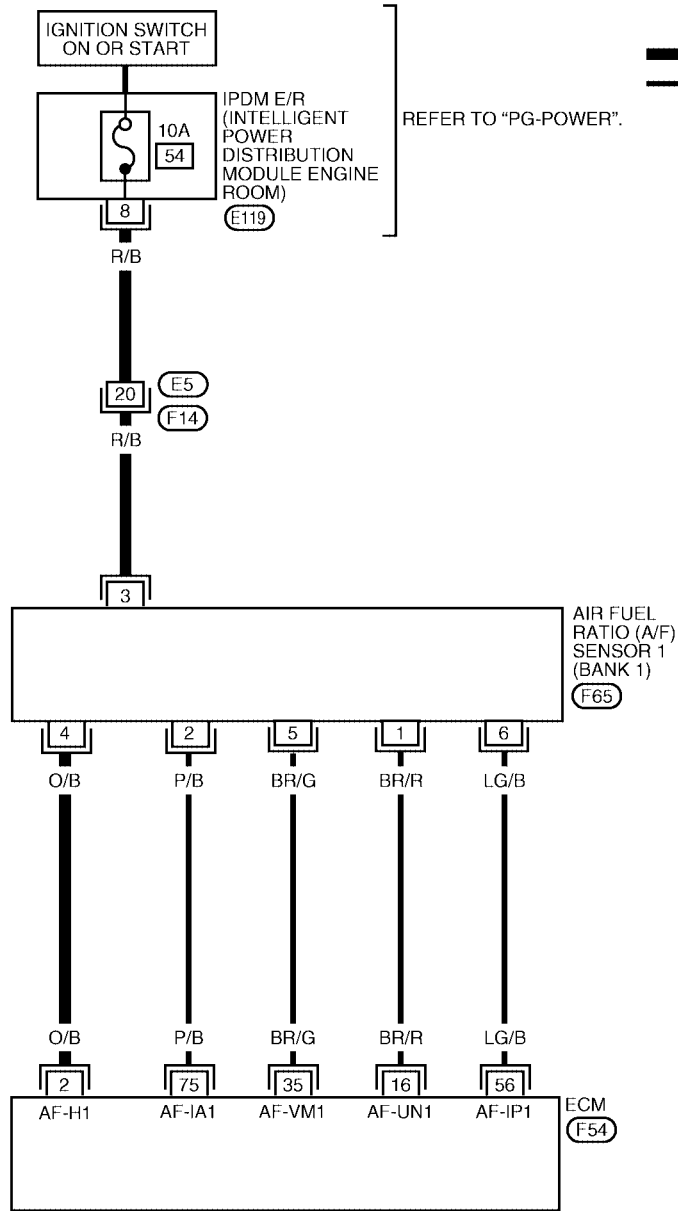 IGNITION SWITCH
ON OR START
IPDM E/R
(INTELLIGENT
POWER
DISTRIBUTION
MODULE ENGINE
ROOM)
10A
54
REFER TO “PG-POWER”.
8
E119
R/B
20
E5
F14
R/B
3
AIR FUEL
RATIO (A/F)
SENSOR 1
(BANK 1)
F65
4 2 5 1 6
O/B P/B BR/G BR/R LG/B
O/B P/B BR/G BR/R LG/B
2 75 35 16 56
AF-H1 AF-IA1 AF-VM1 AF-UN1 AF-IP1
ECM
F54